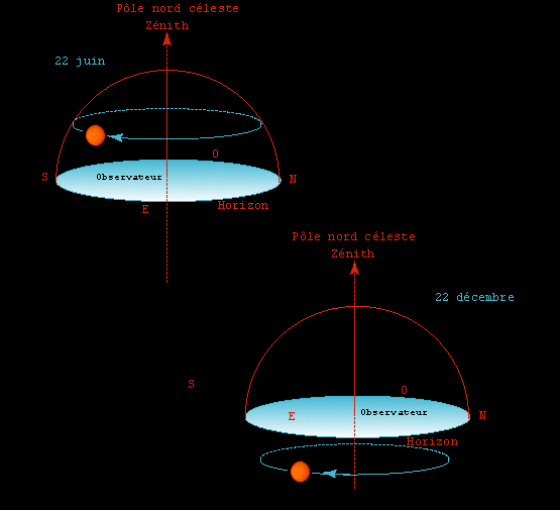 Pôle nord céleste
Zénith
22 juin
O
S
Observateur
N
E
Horizon
Pôle nord céleste
Zénith
22 décembre
S
O
E
Observateur
N
Horizon